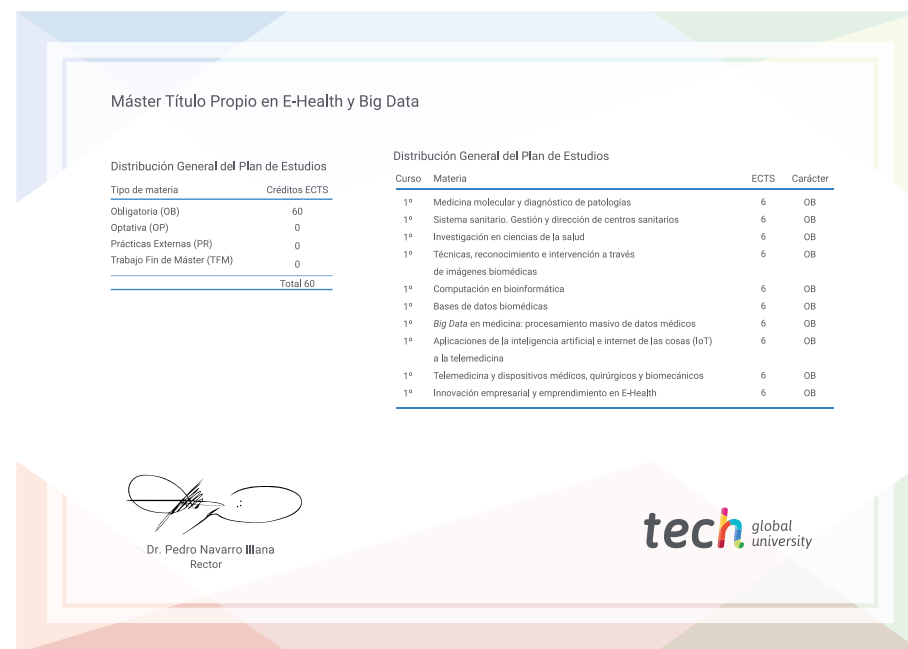 Máster Título Propio en E-Health y Big Data
Distribución General del Plan de Estudios
Tipo de materia Créditos ECTS
Obligatoria (OB) 60
Optativa (OP) 0
Prácticas Externas (PR) 0
Trabajo Fin de Máster (TFM) 0
Total 60
Distribución General del Plan de Estudios
Curso Materia ECTS Carácter
1º Medicina molecular y diagnóstico de patologías 6 OB
1º Sistema sanitario. Gestión y dirección de centros sanitarios 6 OB
1º Investigación en ciencias de la salud 6 OB
1º Técnicas, reconocimiento e intervención a través 6 OB
de imágenes biomédicas
1º Computación en bioinformática 6 OB
1º Bases de datos biomédicas 6 OB
1º Big Data en medicina: procesamiento masivo de datos médicos 6 OB
1º Aplicaciones de la inteligencia artificial e internet de las cosas (IoT) 6 OB
a la telemedicina
1º Telemedicina y dispositivos médicos, quirúrgicos y biomecánicos 6 OB
1º Innovación empresarial y emprendimiento en E-Health 6 OB
Dr. Pedro Navarro Illana
Rector
tech global
university